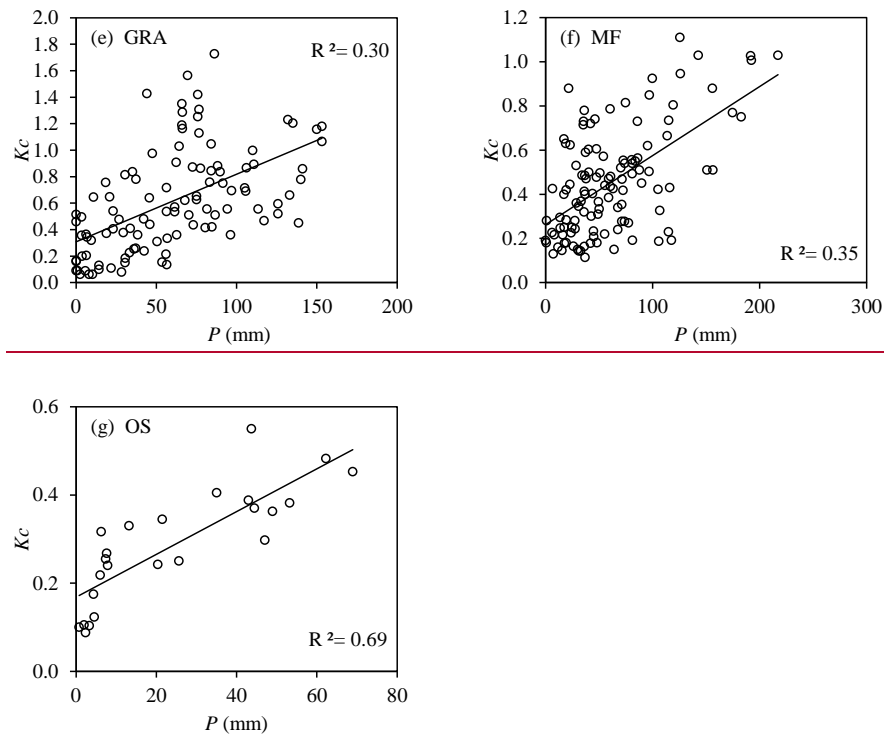 (e) GRA
R ²= 0.30
2.0
1.8
1.6
1.4
1.2
1.0
0.8
0.6
0.4
0.2
0.0
Kc
0 50 100 150 200
P (mm)
(f) MF
R ²= 0.35
1.2
1.0
0.8
0.6
0.4
0.2
0.0
Kc
0 100 200 300
P (mm)
(g) OS
R ²= 0.69
0.6
0.4
0.2
0.0
Kc
0 20 40 60 80
P (mm)